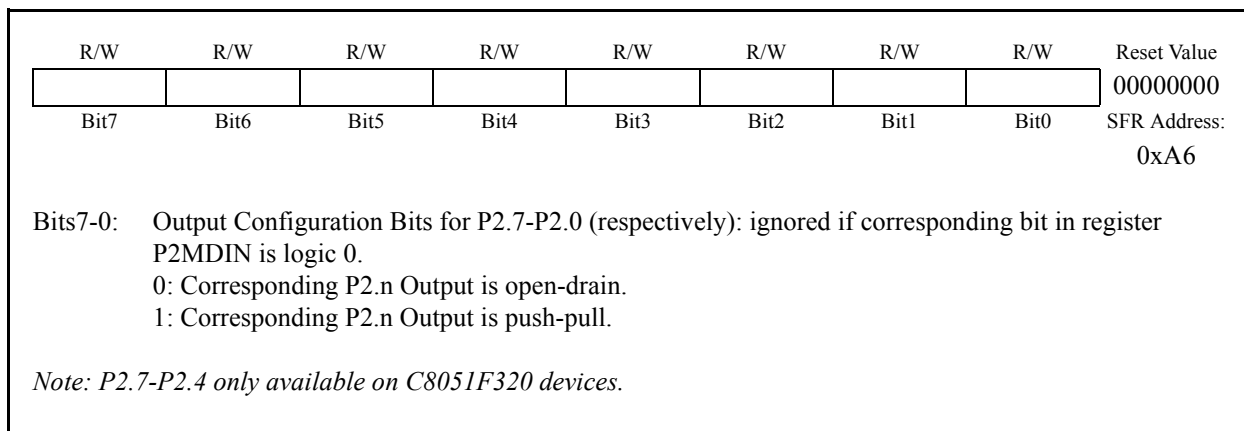 R/W R/W R/W R/W R/W R/W R/W R/W Reset Value
00000000
Bit7 Bit6 Bit5 Bit4 Bit3 Bit2 Bit1 Bit0 SFR Address:
0xA6
Bits7-0: Output Configuration Bits for P2.7-P2.0 (respectively): ignored if corresponding bit in register
P2MDIN is logic 0.
0: Corresponding P2.n Output is open-drain.
1: Corresponding P2.n Output is push-pull.
Note: P2.7-P2.4 only available on C8051F320 devices.